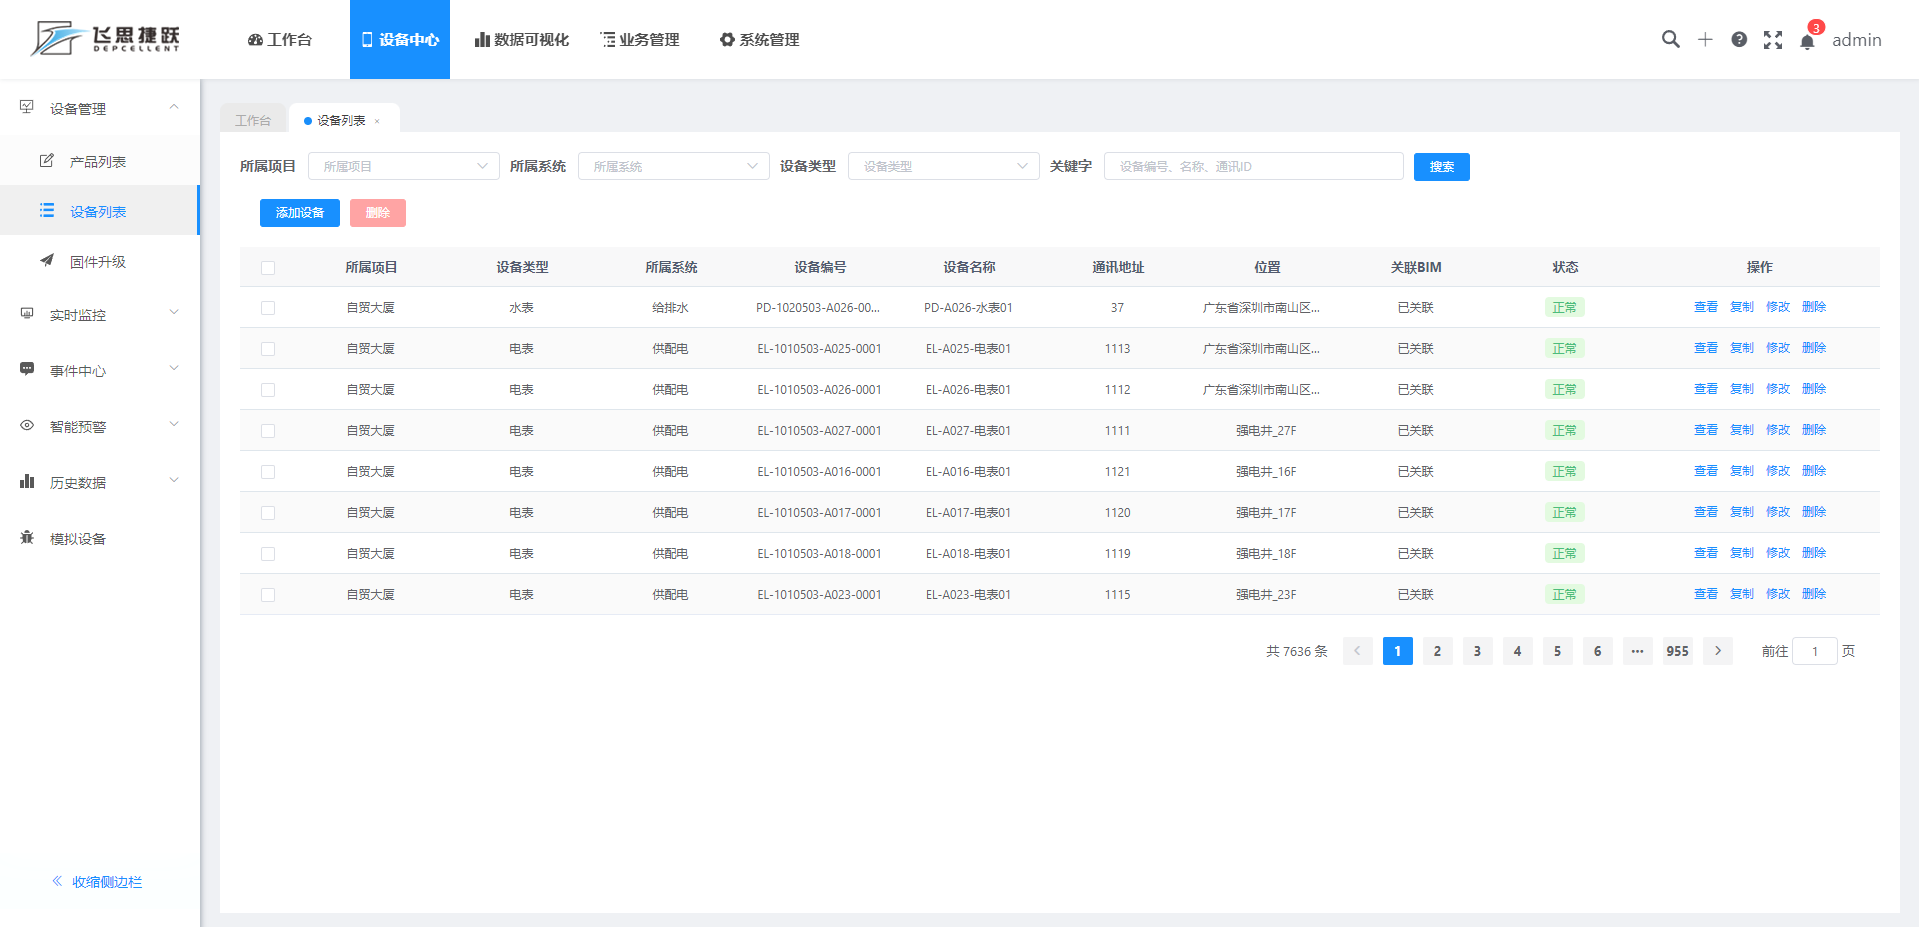 飞思捷跃
DEPCELLENT
工作台
设备中心
数据可视化
业务管理
系统管理
3
admin
设备管理
产品列表
设备列表
固件升级
实时监控
事件中心
智能预警
历史数据
模拟设备
收缩侧边栏
工作台
设备列表 ×
所属项目 所属项目 所属系统 所属系统 设备类型 设备类型 关键字 设备编号、名称、通讯ID 搜索
添加设备 删除
所属项目 设备类型 所属系统 设备编号 设备名称 通讯地址 位置 关联BIM 状态 操作
自贸大厦 水表 给排水 PD-1020503-A026-00... PD-A026-水表01 37 广东省深圳市南山区... 已关联 正常 查看 复制 修改 删除
自贸大厦 电表 供配电 EL-1010503-A025-0001 EL-A025-电表01 1113 广东省深圳市南山区... 已关联 正常 查看 复制 修改 删除
自贸大厦 电表 供配电 EL-1010503-A026-0001 EL-A026-电表01 1112 广东省深圳市南山区... 已关联 正常 查看 复制 修改 删除
自贸大厦 电表 供配电 EL-1010503-A027-0001 EL-A027-电表01 1111 强电井_27F 已关联 正常 查看 复制 修改 删除
自贸大厦 电表 供配电 EL-1010503-A016-0001 EL-A016-电表01 1121 强电井_16F 已关联 正常 查看 复制 修改 删除
自贸大厦 电表 供配电 EL-1010503-A017-0001 EL-A017-电表01 1120 强电井_17F 已关联 正常 查看 复制 修改 删除
自贸大厦 电表 供配电 EL-1010503-A018-0001 EL-A018-电表01 1119 强电井_18F 已关联 正常 查看 复制 修改 删除
自贸大厦 电表 供配电 EL-1010503-A023-0001 EL-A023-电表01 1115 强电井_23F 已关联 正常 查看 复制 修改 删除
共 7636 条 1 2 3 4 5 6 ... 955 前往 1 页